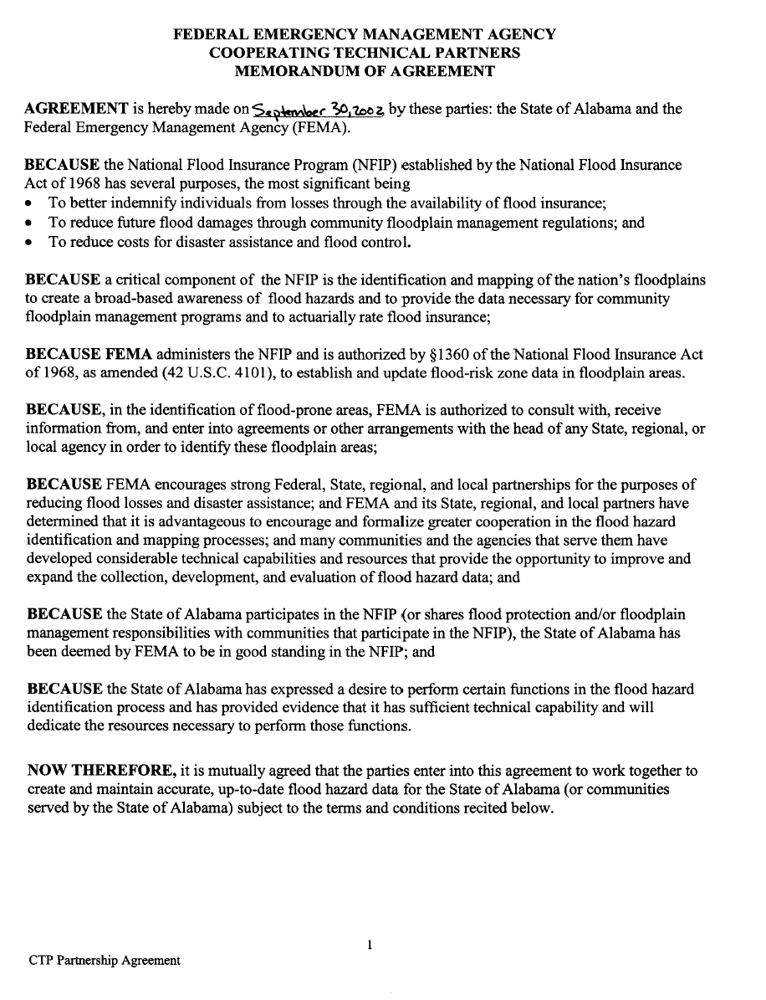 FEDERAL EMERGENCY MANAGEMENT AGENCY
COOPERATING TECHNICAL PARTNERS
MEMORANDUM OF AGREEMENT
AGREEMENT is hereby made on September 30, 2002 by these parties: the State of Alabama and the
Federal Emergency Management Agency (FEMA).
BECAUSE the National Flood Insurance Program (NFIP) established by the National Flood Insurance
Act of 1968 has several purposes, the most significant being
• To better indemnify individuals from losses through the availability of flood insurance;
• To reduce future flood damages through community floodplain management regulations; and
• To reduce costs for disaster assistance and flood control.
BECAUSE a critical component of the NFIP is the identification and mapping of the nation's floodplains
to create a broad-based awareness of flood hazards and to provide the data necessary for community
floodplain management programs and to actuarially rate flood insurance;
BECAUSE FEMA administers the NFIP and is authorized by §1360 of the National Flood Insurance Act
of 1968, as amended (42 U.S.C. 4101), to establish and update flood-risk zone data in floodplain areas.
BECAUSE, in the identification of flood-prone areas, FEMA is authorized to consult with, receive
information from, and enter into agreements or other arrangements with the head of any State, regional, or
local agency in order to identify these floodplain areas;
BECAUSE FEMA encourages strong Federal, State, regional, and local partnerships for the purposes of
reducing flood losses and disaster assistance; and FEMA and its State, regional, and local partners have
determined that it is advantageous to encourage and formalize greater cooperation in the flood hazard
identification and mapping processes; and many communities and the agencies that serve them have
developed considerable technical capabilities and resources that provide the opportunity to improve and
expand the collection, development, and evaluation of flood hazard data; and
BECAUSE the State of Alabama participates in the NFIP (or shares flood protection and/or floodplain
management responsibilities with communities that participate in the NFIP), the State of Alabama has
been deemed by FEMA to be in good standing in the NFIP; and
BECAUSE the State of Alabama has expressed a desire to perform certain functions in the flood hazard
identification process and has provided evidence that it has sufficient technical capability and will
dedicate the resources necessary to perform those functions.
NOW THEREFORE, it is mutually agreed that the parties enter into this agreement to work together to
create and maintain accurate, up-to-date flood hazard data for the State of Alabama (or communities
served by the State of Alabama) subject to the terms and conditions recited below.
1
CTP Partnership Agreement